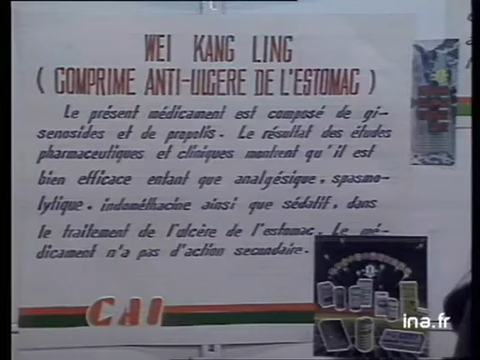 WEI KANG LING
( COMPRIME ANTI-ULCERE DE L'ESTOMAC )
Le présent médicament est composé de gi-
senosides et de propolis. Le résultat des études
pharmaceutiques et cliniques montrent qu'il est
bien efficace entant que analgésique, spasmo-
lytique, indométhacine ainsi que sédatif, dans
le traitement de l'ulcère de l'estomac. Le mé-
dicament n'a pas d'action secondaire.
CAI
ina.fr